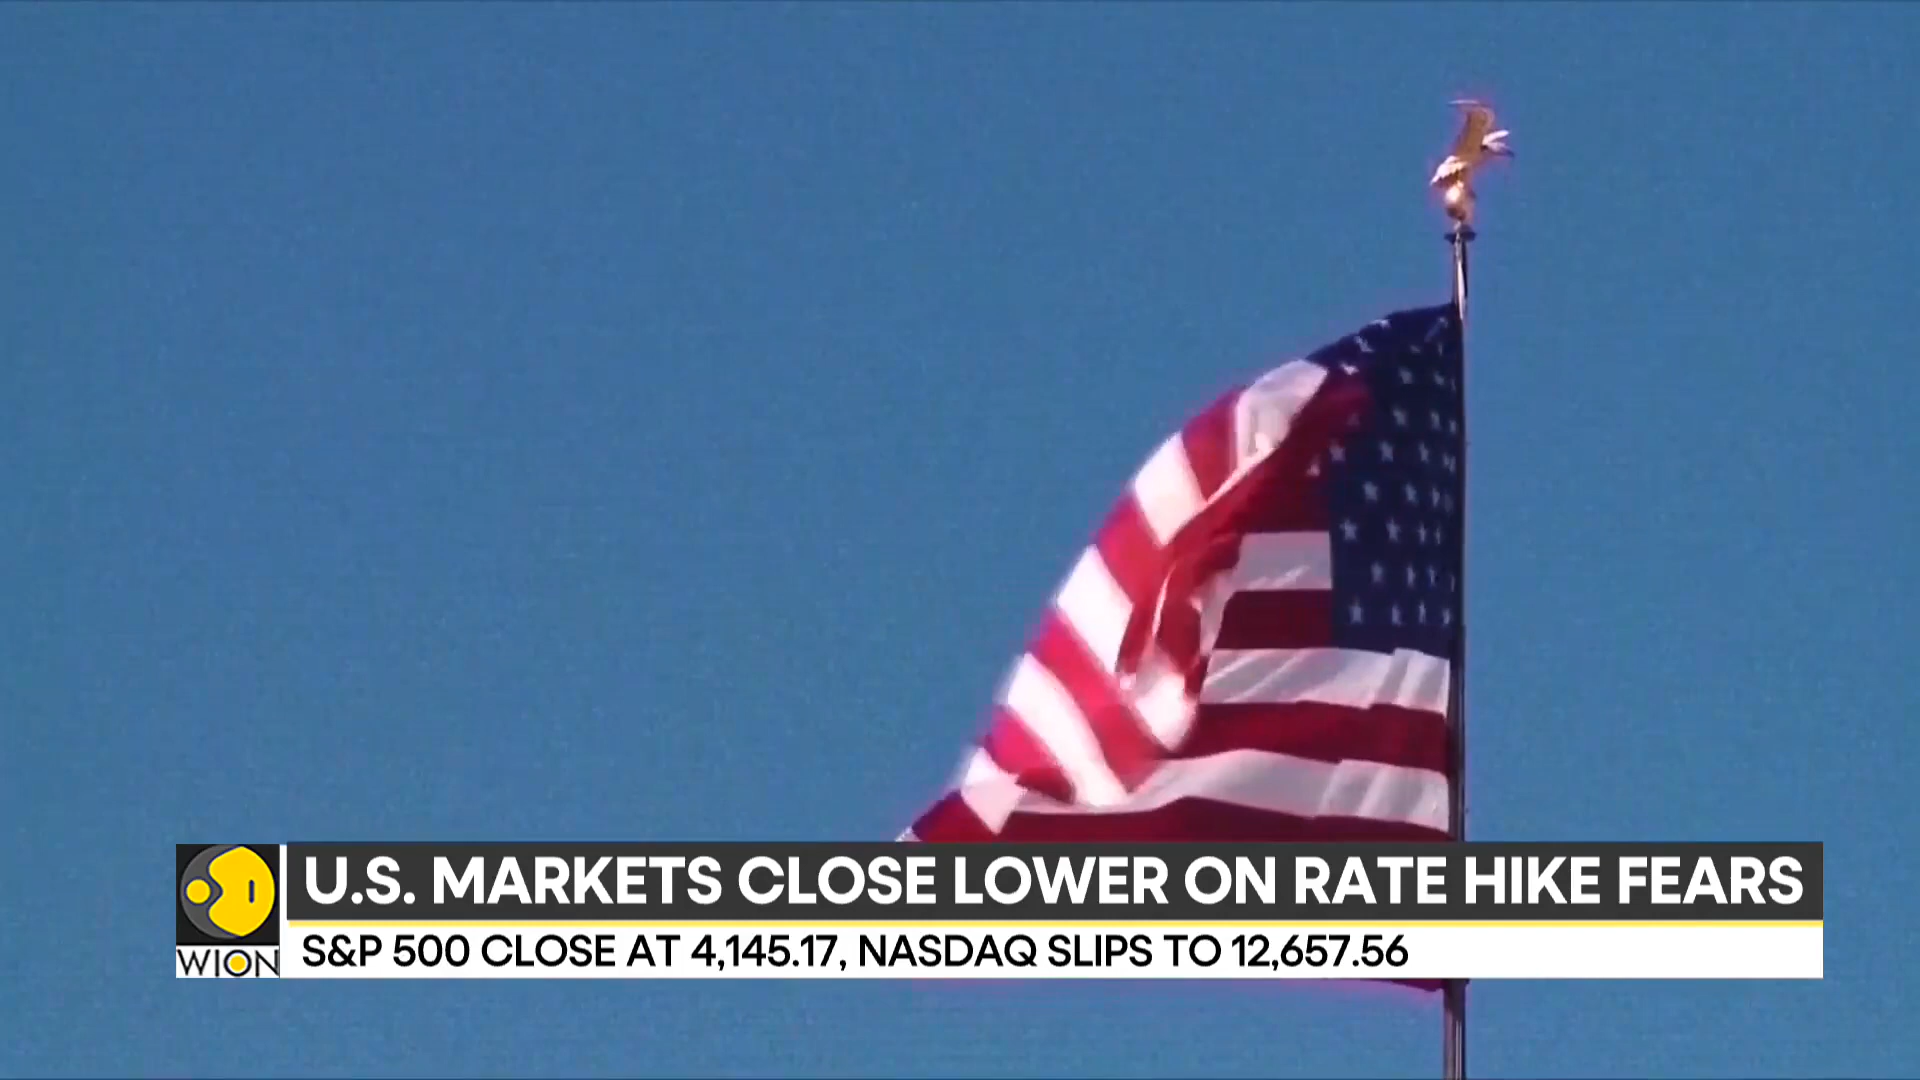 U.S. MARKETS CLOSE LOWER ON RATE HIKE FEARS
S&P 500 CLOSE AT 4,145.17, NASDAQ SLIPS TO 12,657.56
WION